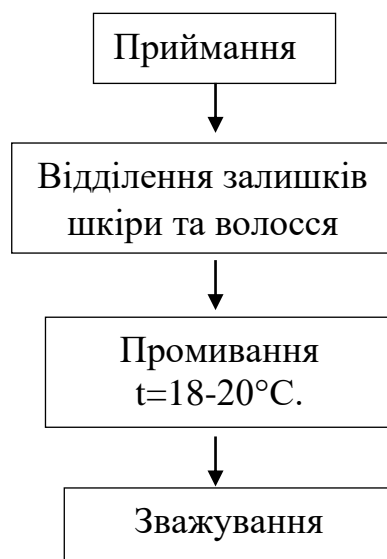 Приймання
Відділення залишків
шкіри та волосся
Промивання
t=18-20°С.
Зважування